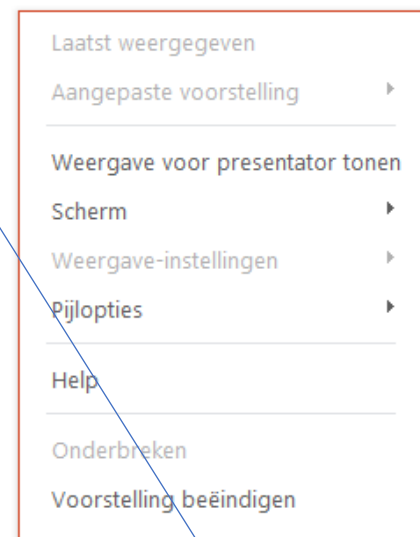 Laatst weergegeven
Aangepaste voorstelling
Weergave voor presentator tonen
Scherm
Weergave-instellingen
Pijlopties
Help
Onderbreken
Voorstelling beëindigen